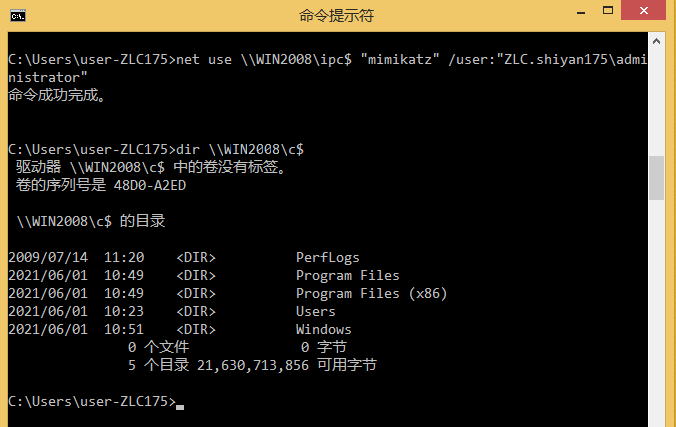 命令提示符
C:\Users\user-ZLC175>net use \\WIN2008\ipc$ "mimikatz" /user:"ZLC.shiyan175\admi
nistrator"
命令成功完成。
C:\Users\user-ZLC175>dir \\WIN2008\c$
驱动器 \\WIN2008\c$ 中的卷没有标签。
卷的序列号是 48D0-A2ED
\\WIN2008\c$ 的目录
2009/07/14  11:20    <DIR>          PerfLogs
2021/06/01  10:49    <DIR>          Program Files
2021/06/01  10:49    <DIR>          Program Files (x86)
2021/06/01  10:23    <DIR>          Users
2021/06/01  10:51    <DIR>          Windows
0 个文件              0 字节
5 个目录 21,630,713,856 可用字节
C:\Users\user-ZLC175>